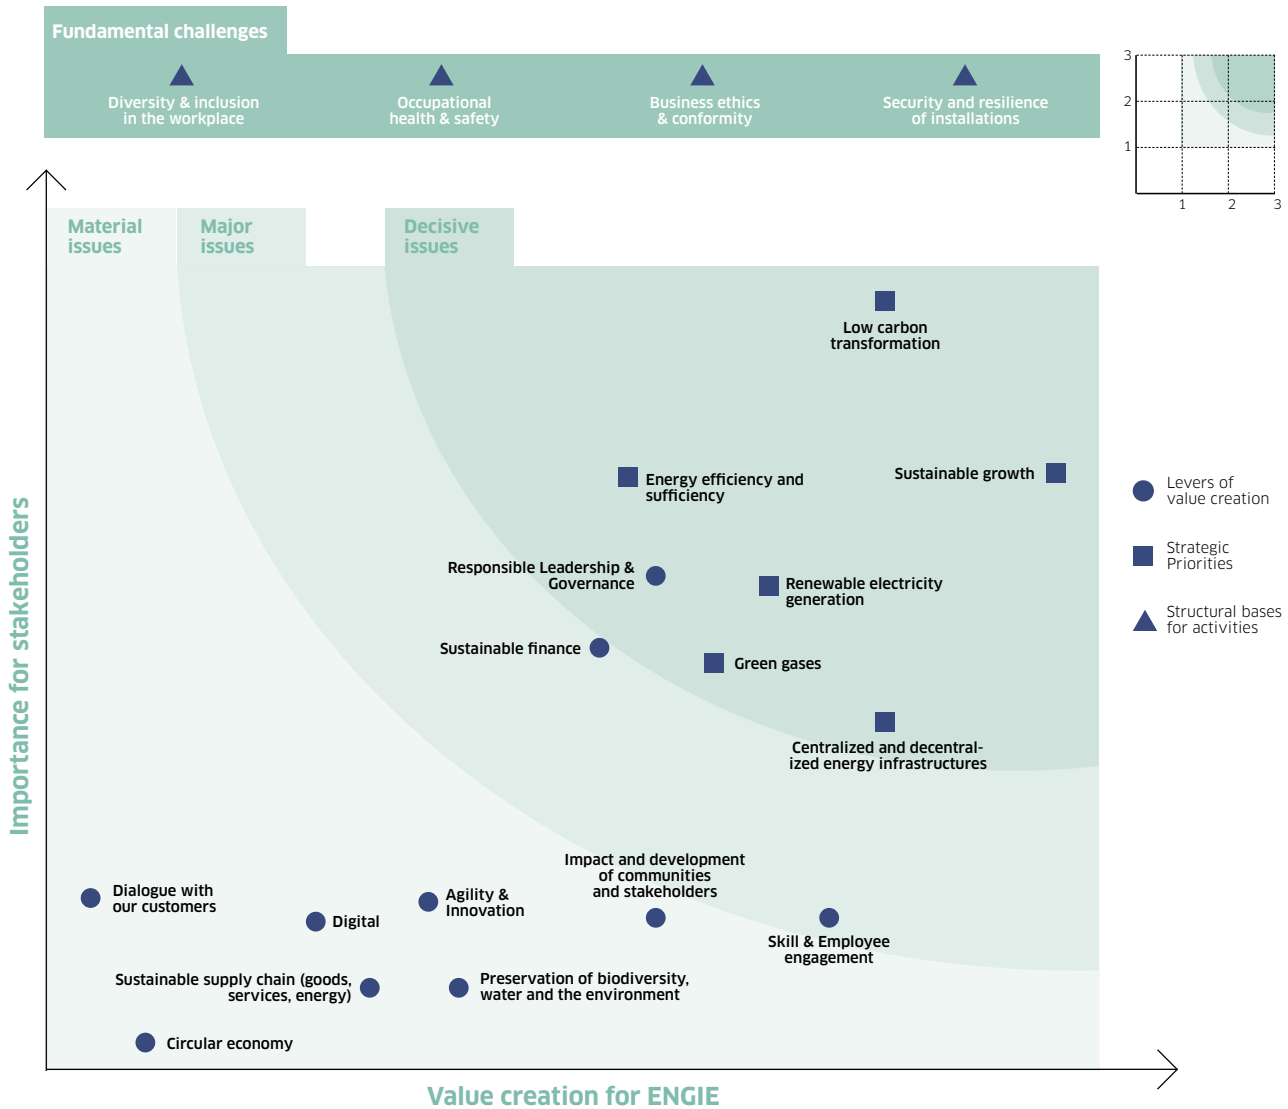 Fundamental challenges
Diversity & inclusion
in the workplace
Occupational
health & safety
Business ethics
& conformity
Security and resilience
of installations
3
2
1
1
2
3
Material
issues
Major
issues
Decisive
issues
Low carbon
transformation
Energy efficiency and
sufficiency
Sustainable growth
Responsible Leadership &
Governance
Renewable electricity
generation
Sustainable finance
Green gases
Centralized and decentral-
ized energy infrastructures
Impact and development
of communities
and stakeholders
Dialogue with
our customers
Digital
Agility &
Innovation
Skill & Employee
engagement
Sustainable supply chain (goods,
services, energy)
Preservation of biodiversity,
water and the environment
Circular economy
Importance for stakeholders
Value creation for ENGIE
Levers of
value creation
Strategic
Priorities
Structural bases
for activities